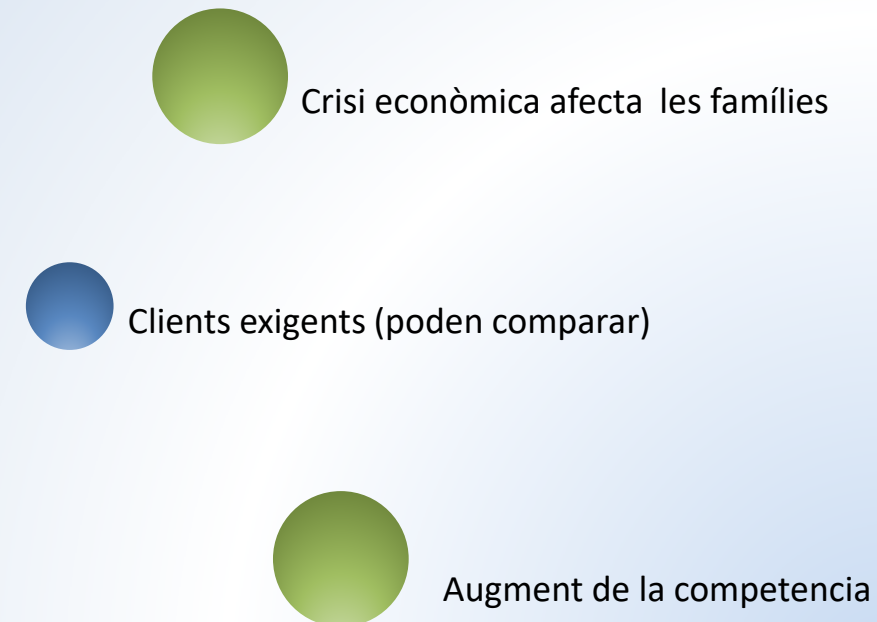 Crisi econòmica afecta  les famílies
Clients exigents (poden comparar)
Augment de la competencia